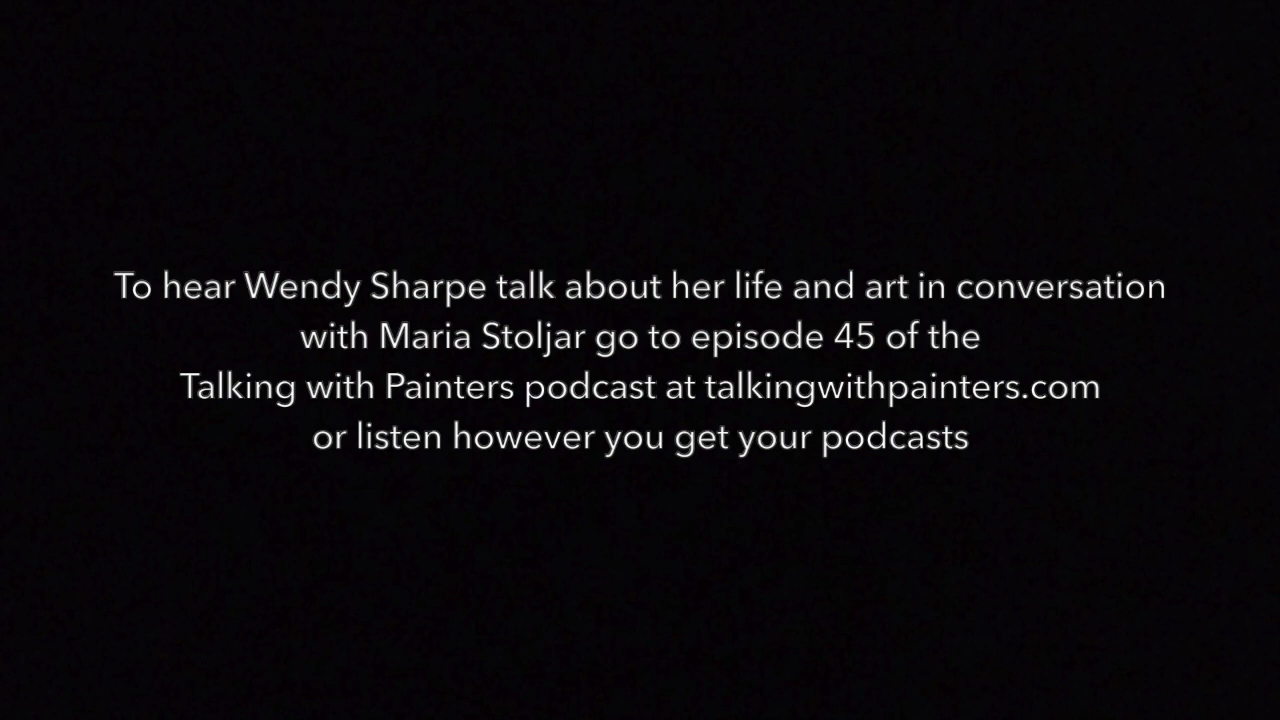 To hear Wendy Sharpe talk about her life and art in conversation
with Maria Stoljar go to episode 45 of the
Talking with Painters podcast at talkingwithpainters.com
or listen however you get your podcasts